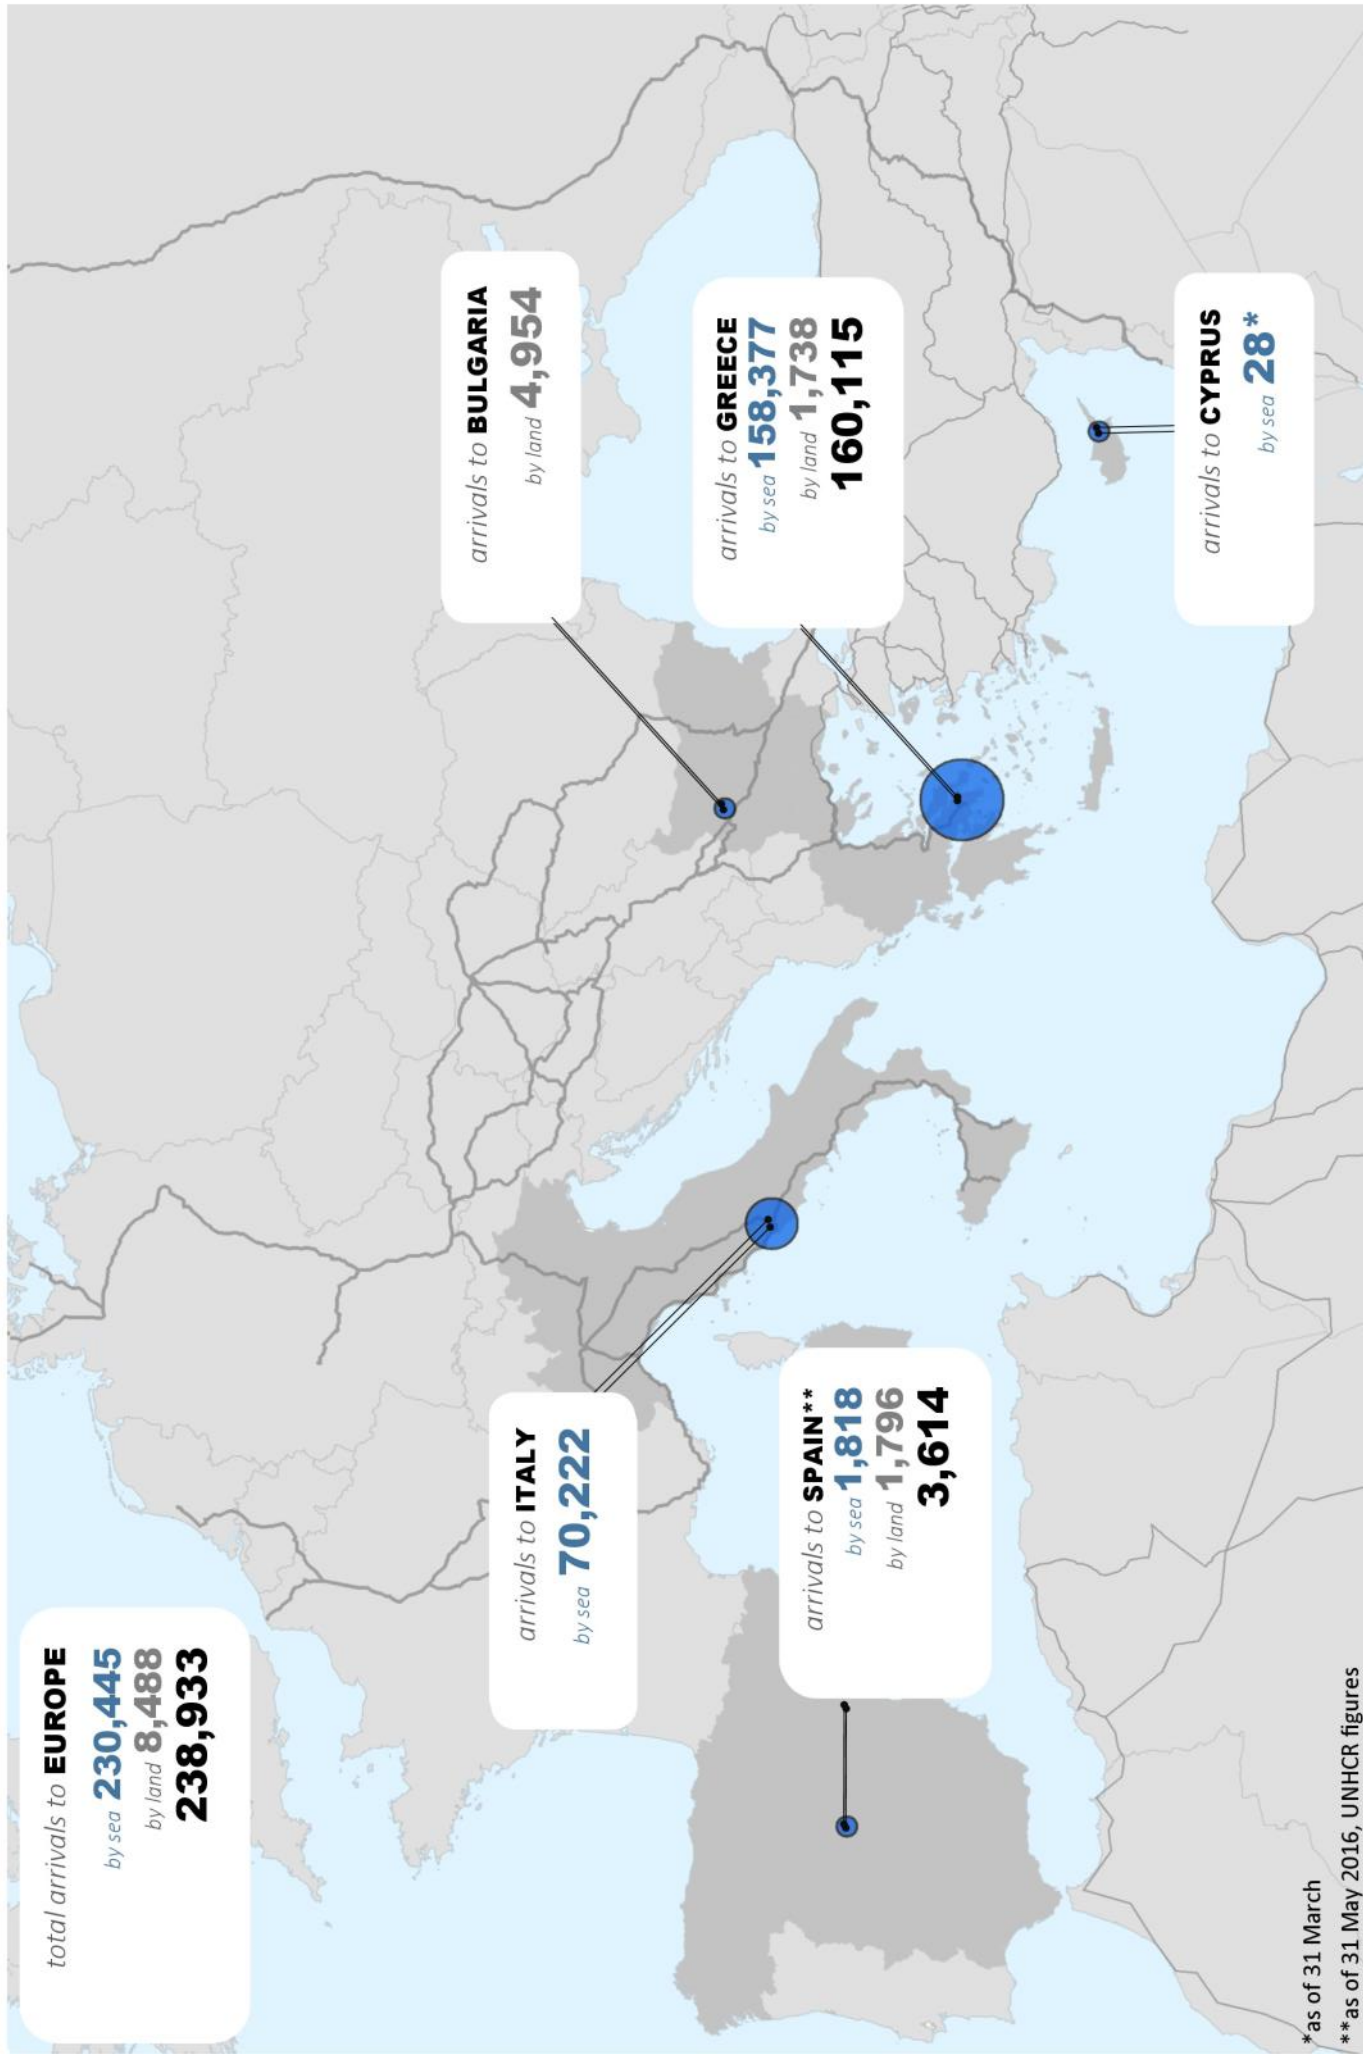 total arrivals to EUROPE
by sea 230,445
by land 8,488
238,933
arrivals to ITALY
by sea 70,222
arrivals to SPAIN**
by sea 1,818
by land 1,796
3,614
arrivals to BULGARIA
by land 4,954
arrivals to GREECE
by sea 158,377
by land 1,738
160,115
arrivals to CYPRUS
by sea 28*
*as of 31 March
**as of 31 May 2016, UNHCR figures